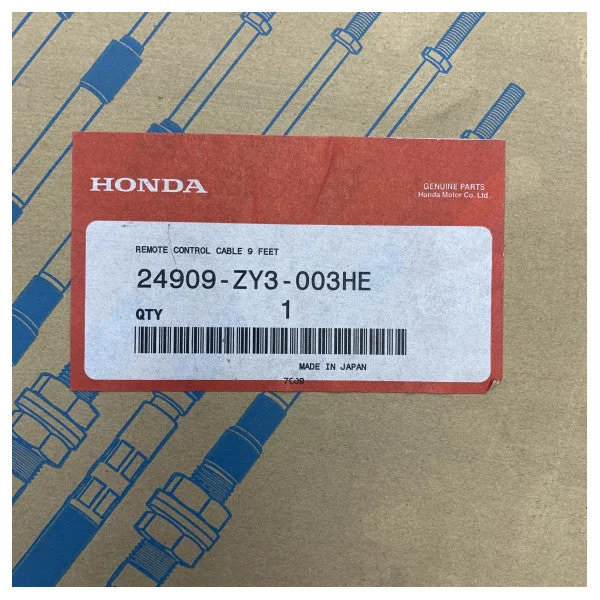 HONDA
GENUINE PARTS
Honda Motor Co. Ltd.
REMOTE CONTROL CABLE 9 FEET
24909-ZY3-003HE
QTY 1
MADE IN JAPAN